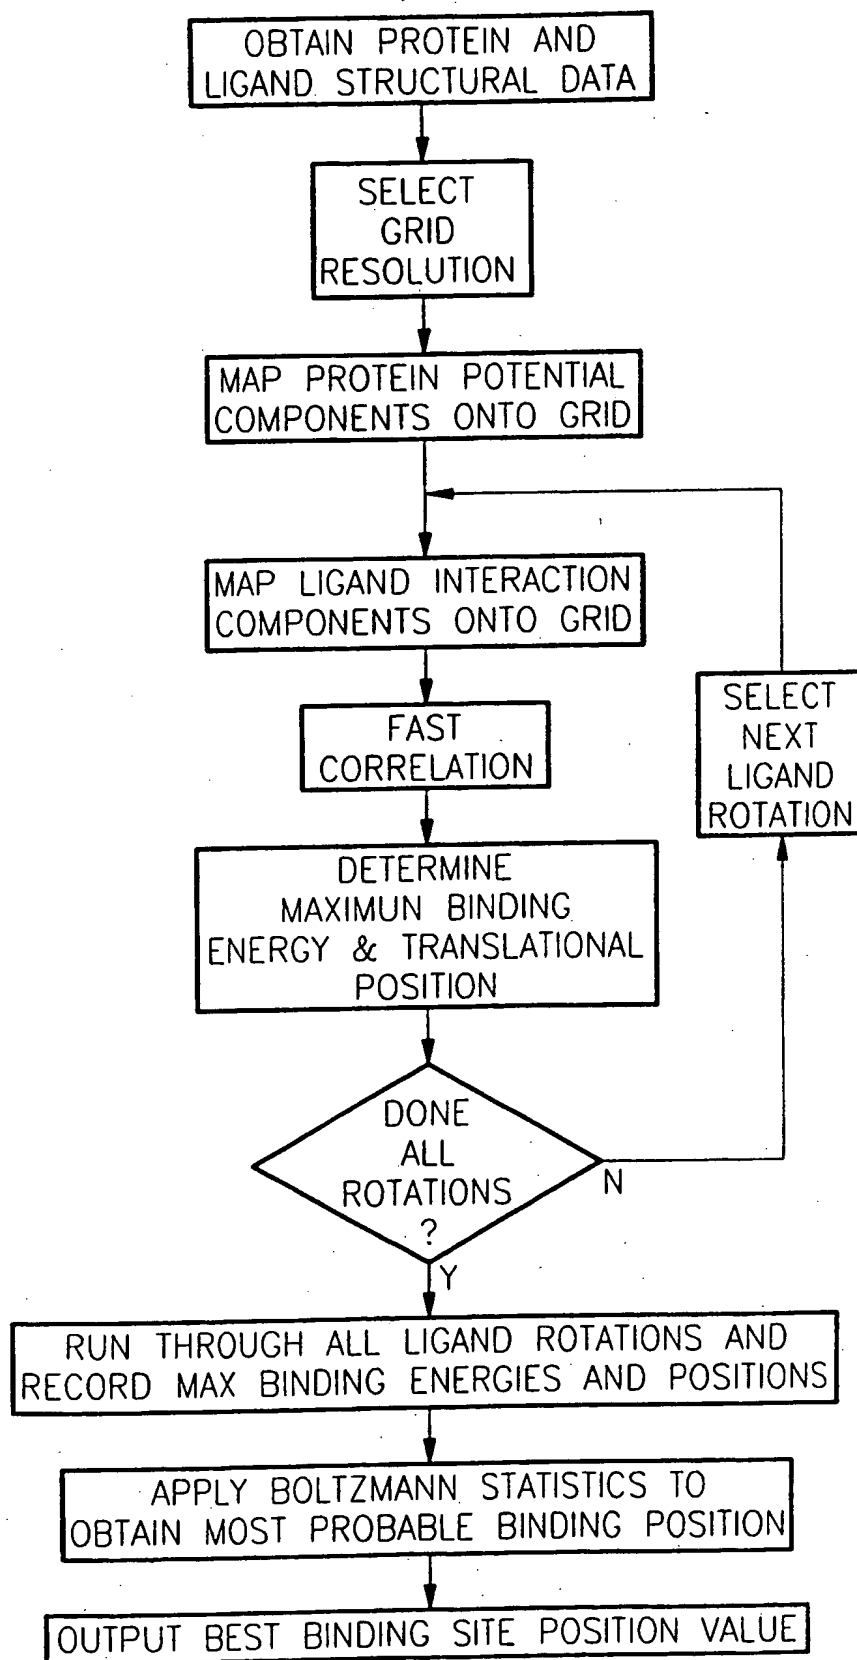 OBTAIN PROTEIN AND
LIGAND STRUCTURAL DATA
SELECT
GRID
RESOLUTION
MAP PROTEIN POTENTIAL
COMPONENTS ONTO GRID
MAP LIGAND INTERACTION
COMPONENTS ONTO GRID
FAST
CORRELATION
SELECT
NEXT
LIGAND
ROTATION
DETERMINE
MAXIMUN BINDING
ENERGY & TRANSLATIONAL
POSITION
DONE
ALL
ROTATIONS
?
N
Y
RUN THROUGH ALL LIGAND ROTATIONS AND
RECORD MAX BINDING ENERGIES AND POSITIONS
APPLY BOLTZMANN STATISTICS TO
OBTAIN MOST PROBABLE BINDING POSITION
OUTPUT BEST BINDING SITE POSITION VALUE